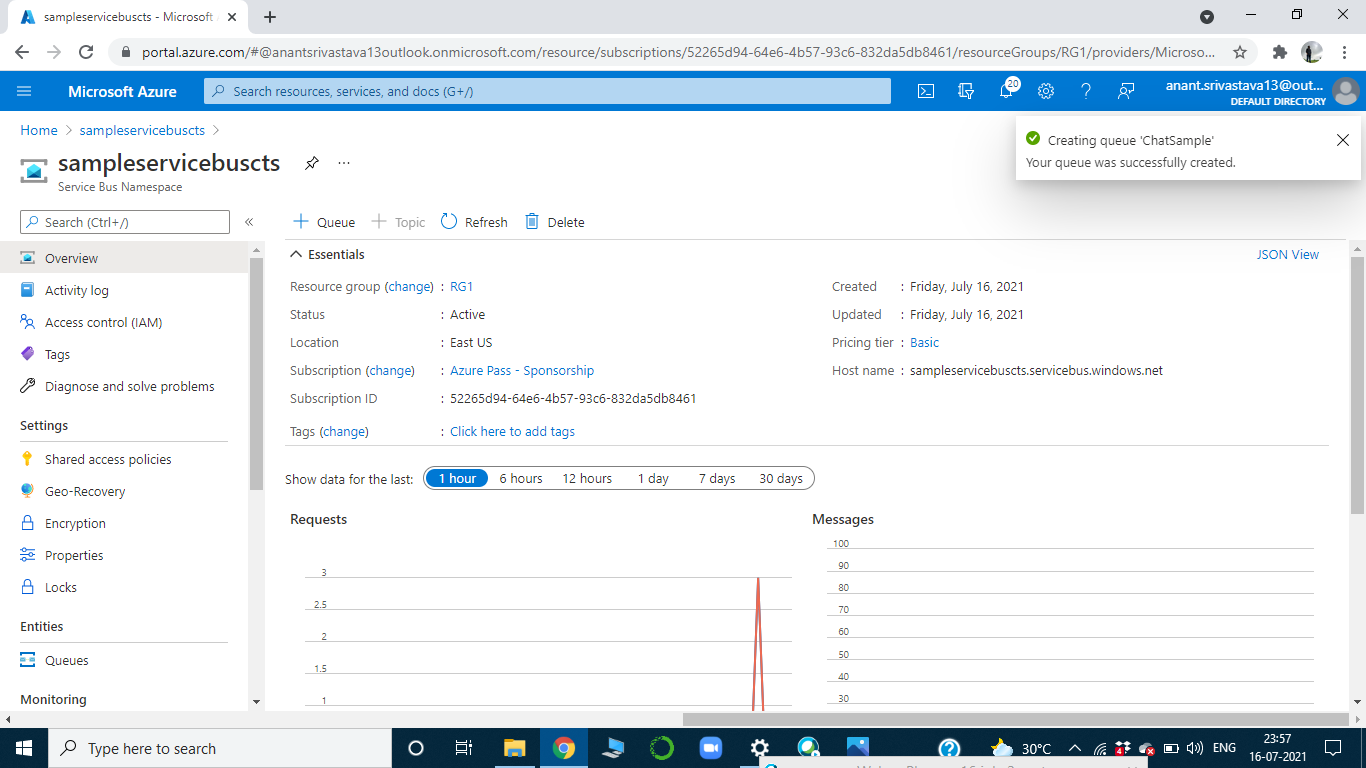 sampleservicebuscts - Microsoft
portal.azure.com/#@anantsrivastava13outlook.onmicrosoft.com/resource/subscriptions/52265d94-64e6-4b57-93c6-832da5db8461/resourceGroups/RG1/providers/Microso...
Microsoft Azure
Search resources, services, and docs (G+/)
20
anant.srivastava13@out...
DEFAULT DIRECTORY
Home > sampleservicebuscts >
Creating queue 'ChatSample'
Your queue was successfully created.
sampleservicebuscts
Service Bus Namespace
Search (Ctrl+/)
«
Queue
Topic
Refresh
Delete
Overview
Activity log
Access control (IAM)
Tags
Diagnose and solve problems
Settings
Shared access policies
Geo-Recovery
Encryption
Properties
Locks
Entities
Queues
Monitoring
Essentials
JSON View
Resource group (change) : RG1
Status : Active
Location : East US
Subscription (change) : Azure Pass - Sponsorship
Subscription ID : 52265d94-64e6-4b57-93c6-832da5db8461
Tags (change) : Click here to add tags
Created : Friday, July 16, 2021
Updated : Friday, July 16, 2021
Pricing tier : Basic
Host name : sampleservicebuscts.servicebus.windows.net
Show data for the last: 1 hour 6 hours 12 hours 1 day 7 days 30 days
Requests
3
2.5
2
1.5
1
Messages
100
90
80
70
60
50
40
30
Type here to search
30°C
4
ENG
23:57
16-07-2021